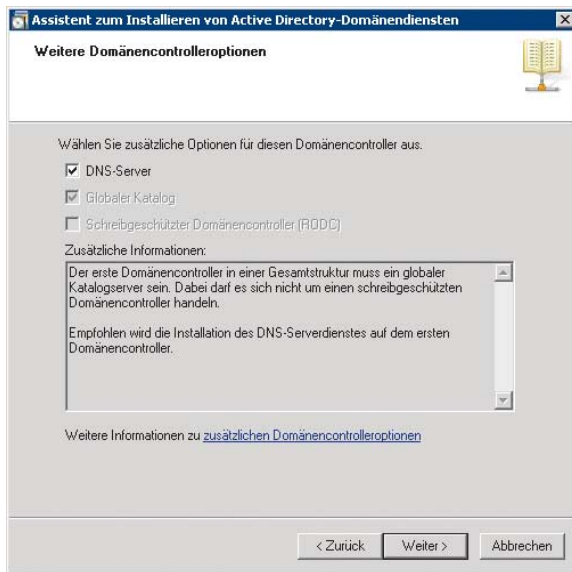 Assistent zum Installieren von Active Directory-Domänendiensten
Weitere Domänencontrolleroptionen
Wählen Sie zusätzliche Optionen für diesen Domänencontroller aus.
DNS-Server
Globaler Katalog
Schreibgeschützter Domänencontroller (RODC)
Zusätzliche Informationen:
Der erste Domänencontroller in einer Gesamtstruktur muss ein globaler
Katalogserver sein. Dabei darf es sich nicht um einen schreibgeschützten
Domänencontroller handeln.
Empfohlen wird die Installation des DNS-Serverdienstes auf dem ersten
Domänencontroller.
Weitere Informationen zu zusätzlichen Domänencontrolleroptionen
< Zurück Weiter > Abbrechen